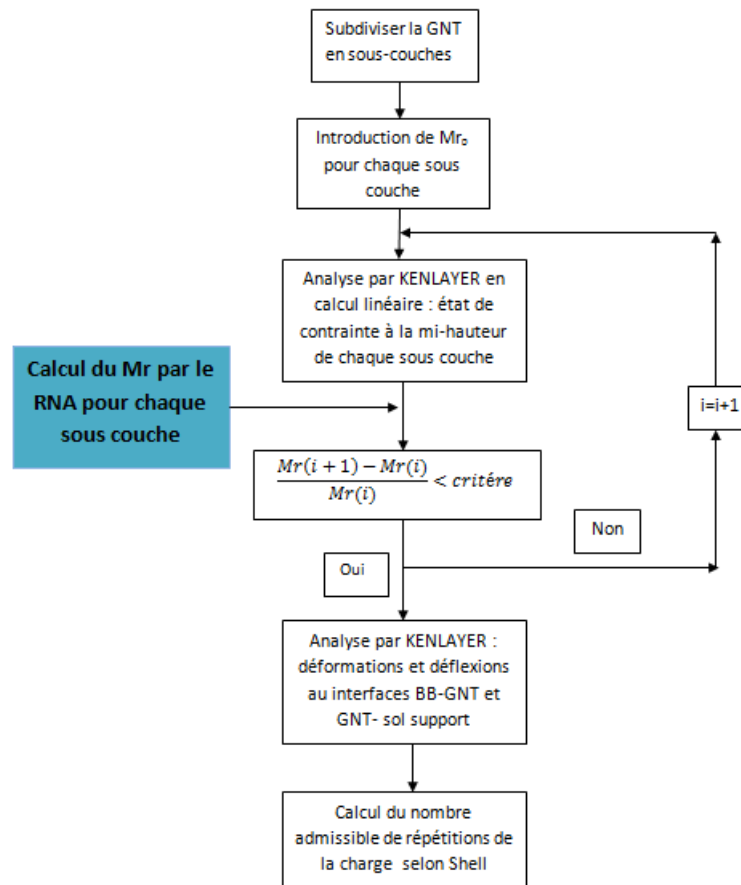 Subdiviser la GNT
en sous-couches
Introduction de Mr₀
pour chaque sous
couche
Analyse par KENLAYER en
calcul linéaire : état de
contrainte à la mi-hauteur
de chaque sous couche
Calcul du Mr par le
RNA pour chaque
sous couche
i=i+1
Mr(i + 1) − Mr(i)
Mr(i)
< critére
Non
Oui
Analyse par KENLAYER :
déformations et déflexions
au interfaces BB-GNT et
GNT- sol support
Calcul du nombre
admissible de répétitions de
la charge selon Shell